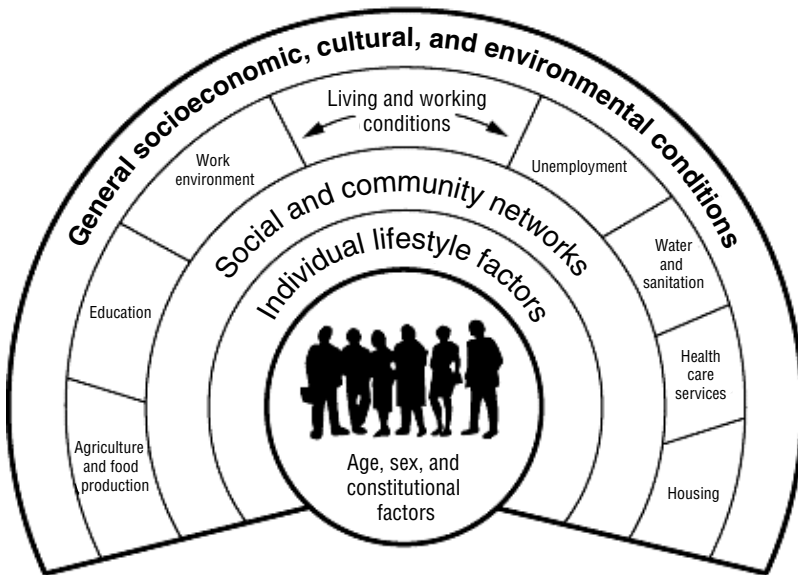 General socioeconomic, cultural, and environmental conditions
Living and working
conditions
Work
environment
Unemployment
Education
Water
and
sanitation
Agriculture
and food
production
Health
care
services
Housing
Social and community networks
Individual lifestyle factors
Age, sex, and
constitutional
factors